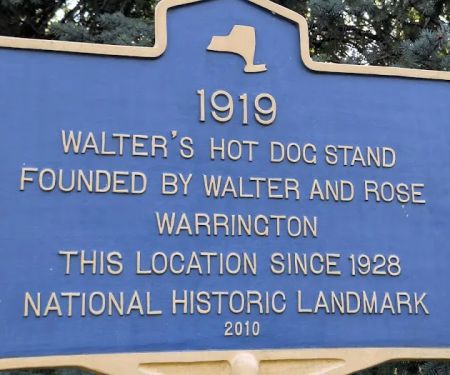 1919
WALTER'S HOT DOG STAND
FOUNDED BY WALTER AND ROSE
WARRINGTON
THIS LOCATION SINCE 1928
NATIONAL HISTORIC LANDMARK
2010